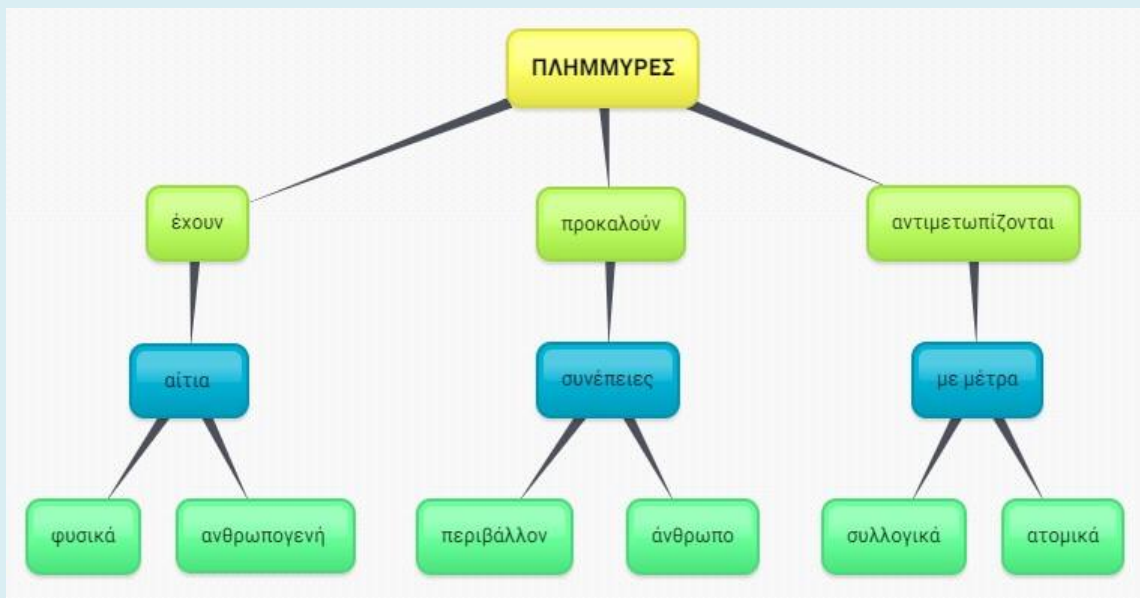 ΠΛΗΜΜΥΡΕΣ
έχουν
προκαλούν
αντιμετωπίζονται
αίτια
συνέπειες
με μέτρα
φυσικά
ανθρωπογενή
περιβάλλον
άνθρωπο
συλλογικά
ατομικά